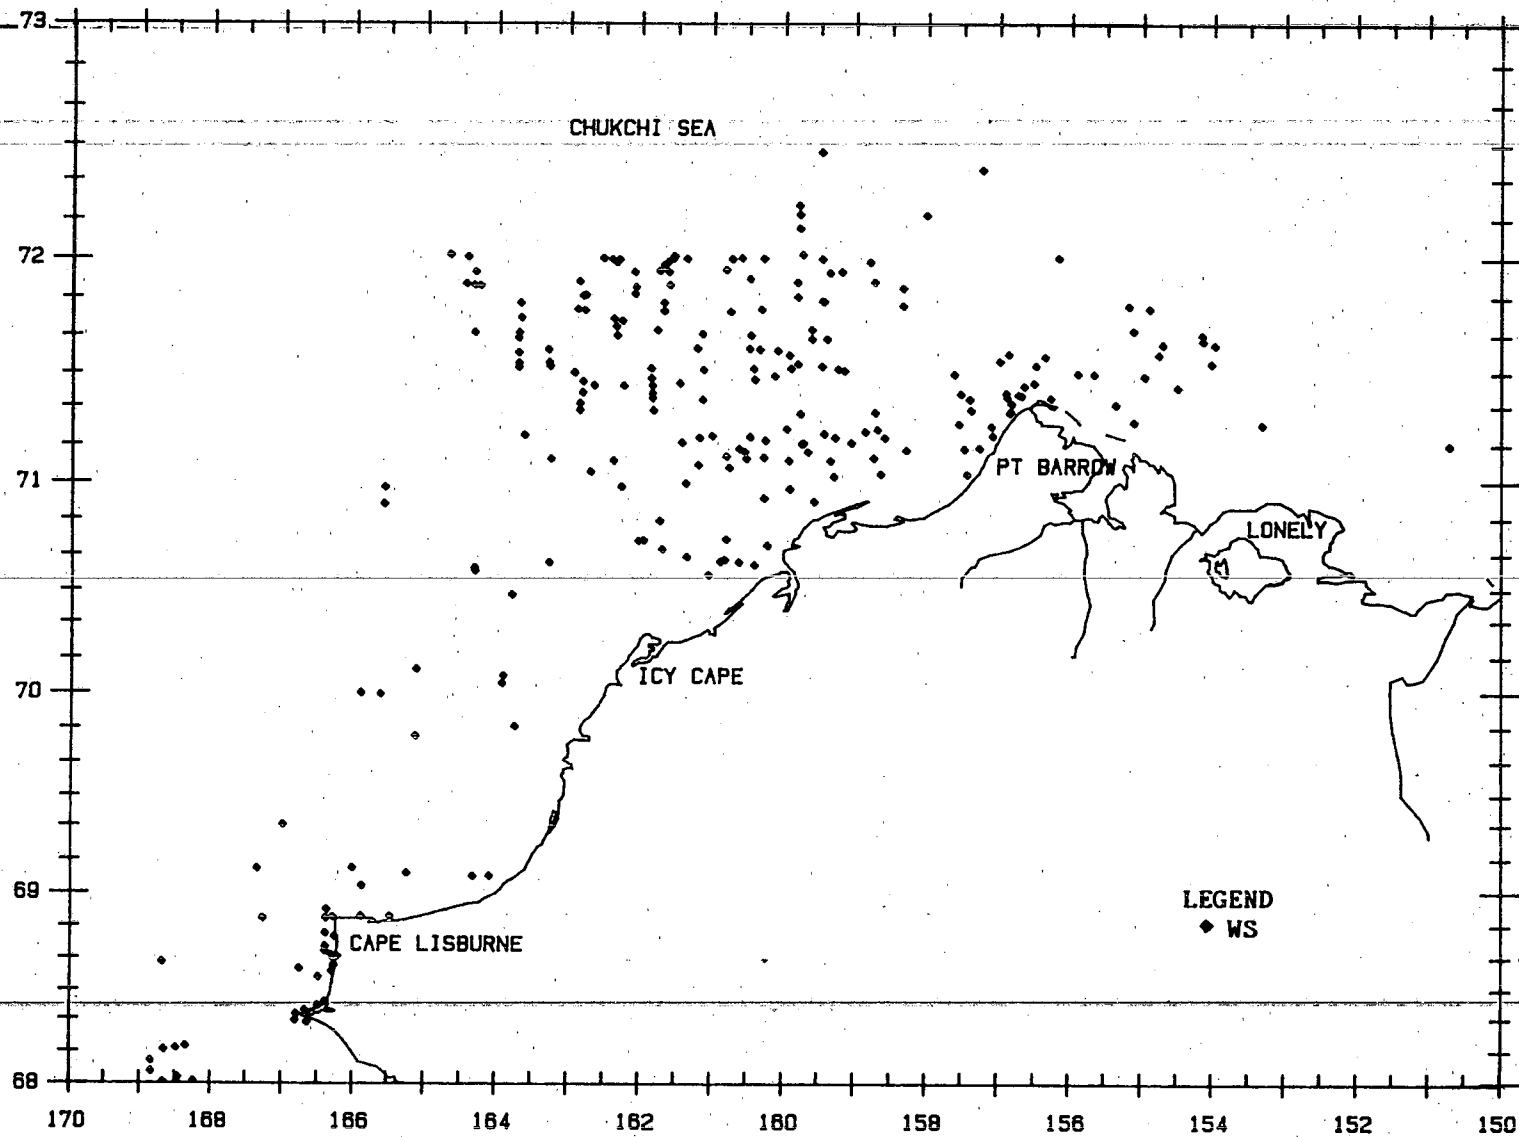 73
CHUKCHI SEA
72
71
PT BARROW
LONELY
ICY CAPE
70
69
LEGEND
◆ WS
CAPE LISBURNE
68
170 168 166 164 162 160 158 156 154 152 150